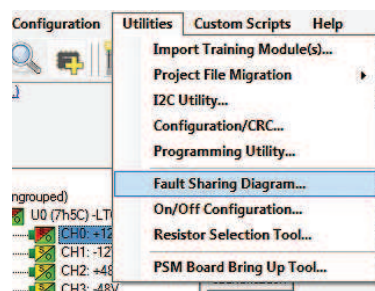 Configuration Utilities Custom Scripts Help
Import Training Module(s)...
Project File Migration
I2C Utility...
Configuration/CRC...
Programming Utility...
Fault Sharing Diagram...
On/Off Configuration...
Resistor Selection Tool...
PSM Board Bring Up Tool...
ngrouped)
U0 (7h5C) -LT
CH0: +12
CH1: -12
CH2: +48
CH3: -48V